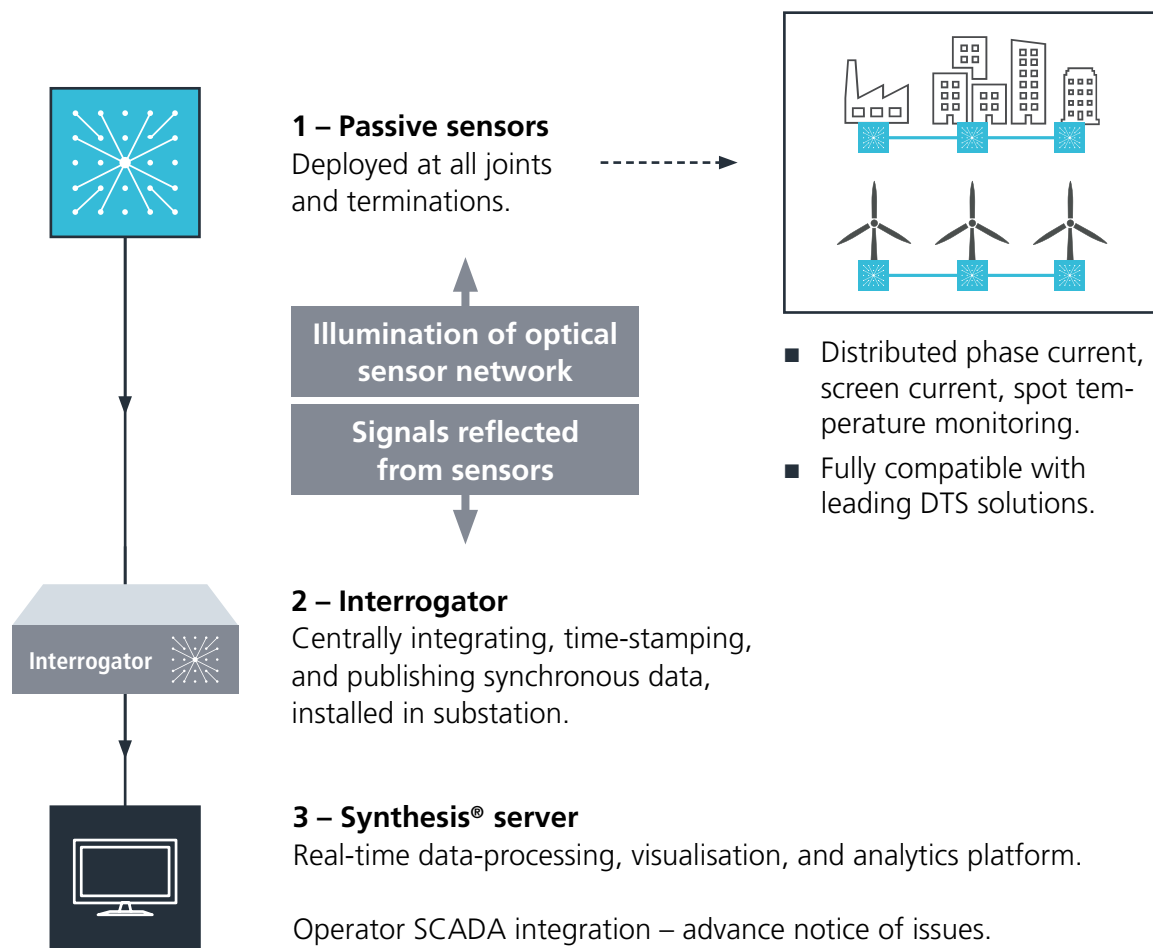 1 – Passive sensors
Deployed at all joints
and terminations.
Illumination of optical
sensor network
Signals reflected
from sensors
■ Distributed phase current,
screen current, spot tem-
perature monitoring.
■ Fully compatible with
leading DTS solutions.
Interrogator
2 – Interrogator
Centrally integrating, time-stamping,
and publishing synchronous data,
installed in substation.
3 – Synthesis® server
Real-time data-processing, visualisation, and analytics platform.
Operator SCADA integration – advance notice of issues.